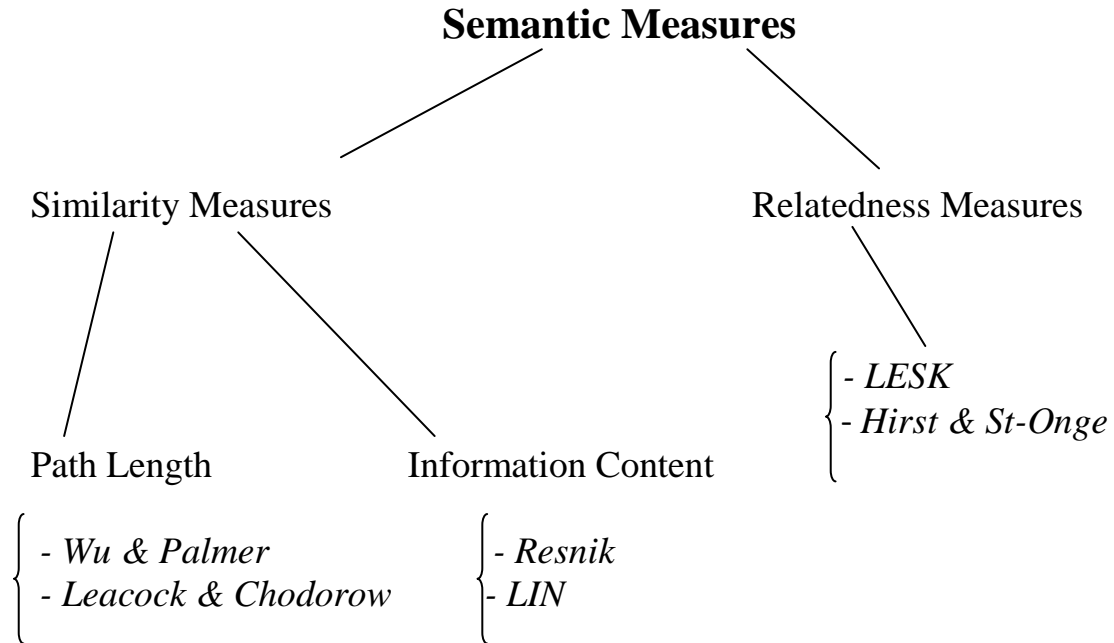 Semantic Measures
Similarity Measures
Relatedness Measures
- LESK
- Hirst & St-Onge
Path Length
Information Content
- Wu & Palmer
- Leacock & Chodorow
- Resnik
- LIN